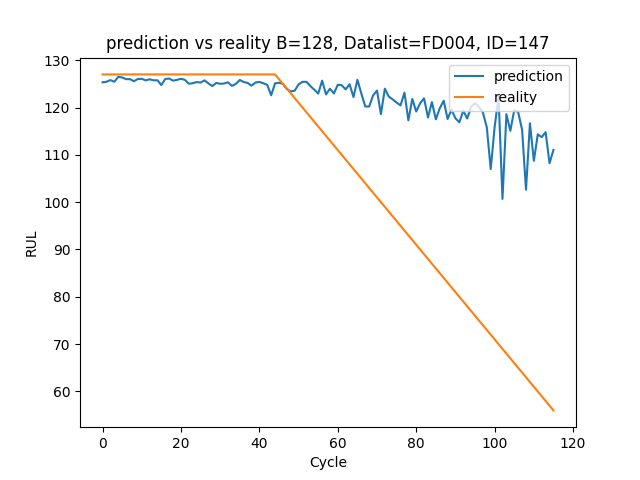 prediction vs reality B=128, Datalist=FD004, ID=147
prediction
reality
RUL
130
120
110
100
90
80
70
60
0 20 40 60 80 100 120
Cycle